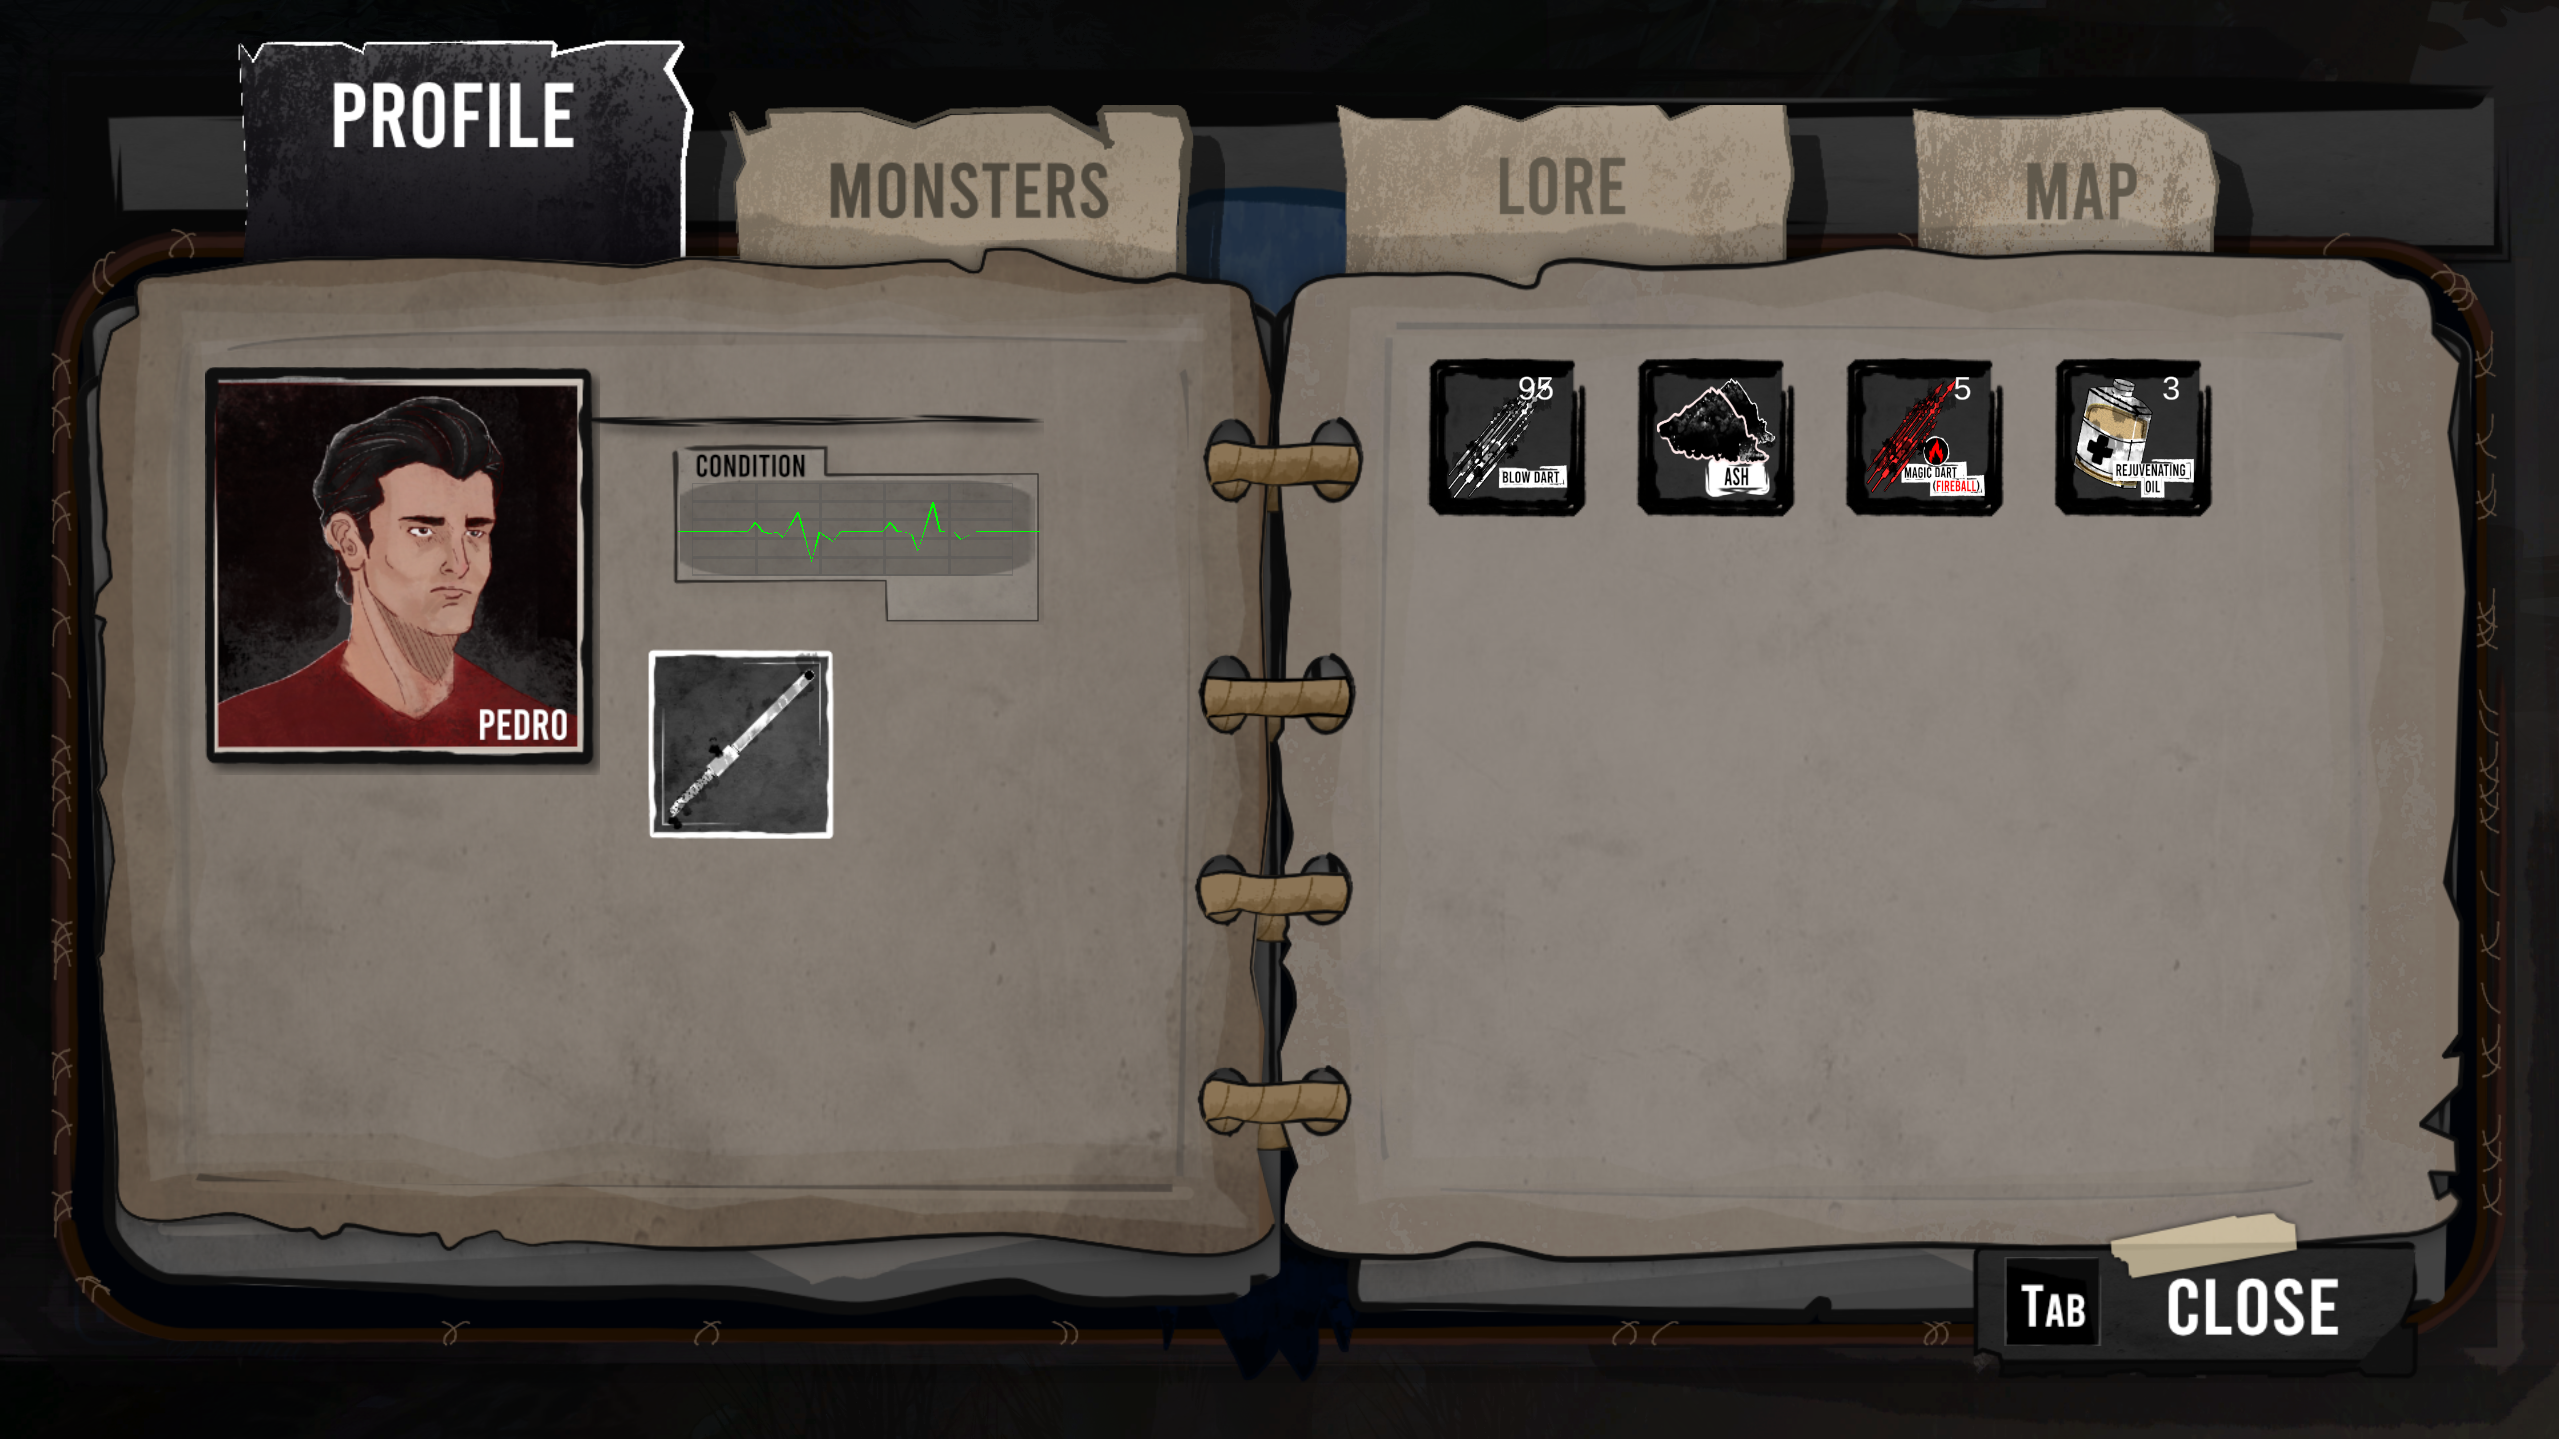 PROFILE
MONSTERS
LORE
MAP
CONDITION
PEDRO
95
BLOW DART
ASH
5
MAGIC DART
(FIREBALL)
3
REJUVENATING
OIL
TAB
CLOSE